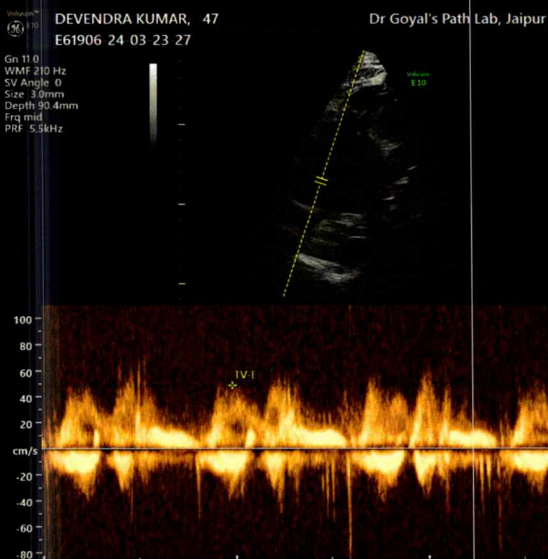 Voluson™
E10
DEVENDRA KUMAR, 47
Dr Goyal's Path Lab, Jaipur
E61906 24-03-23 27
Gn 11.0
WMF 210 Hz
SV Angle 0
Size 3.0mm
Depth 90.4mm
Frq mid
PRF 5.5kHz
Voluson
E10
TV-E
100
80
60
40
20
cm/s
-20
-40
-60
-80